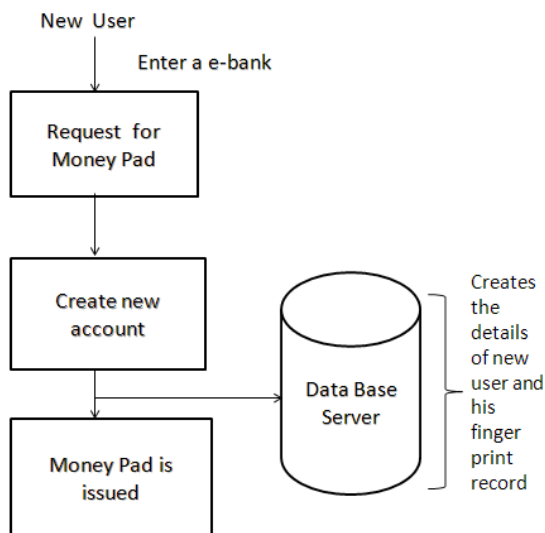 New User
Enter a e-bank
Request for
Money Pad
Create new
account
Data Base
Server
Creates
the
details
of new
user and
his
finger
print
record
Money Pad is
issued